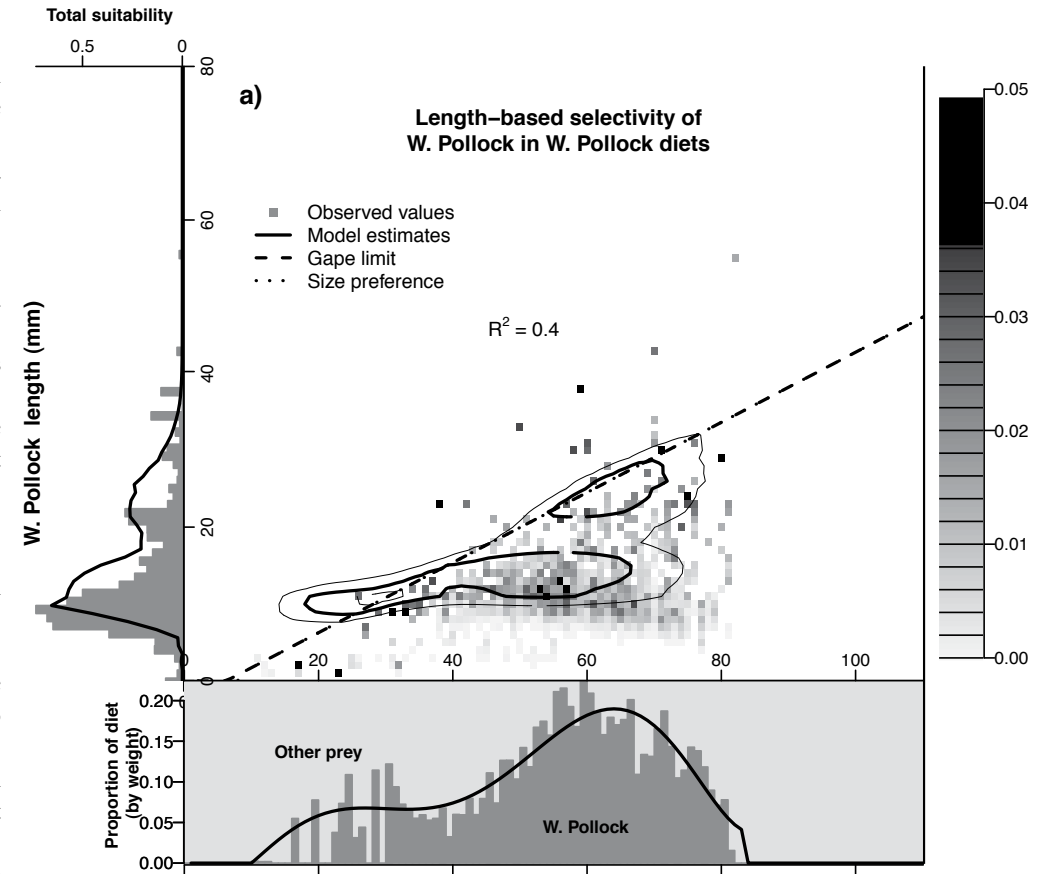 Total suitability
0.5 0
80
a)
Length–based selectivity of
W. Pollock in W. Pollock diets
0.05
0.04
0.03
0.02
0.01
0.00
60
Observed values
Model estimates
Gape limit
Size preference
R2 = 0.4
W. Pollock length (mm)
40
20
0
0 20 40 60 80 100
Proportion of diet
(by weight)
0.20
0.15
0.10
0.05
0.00
Other prey
W. Pollock